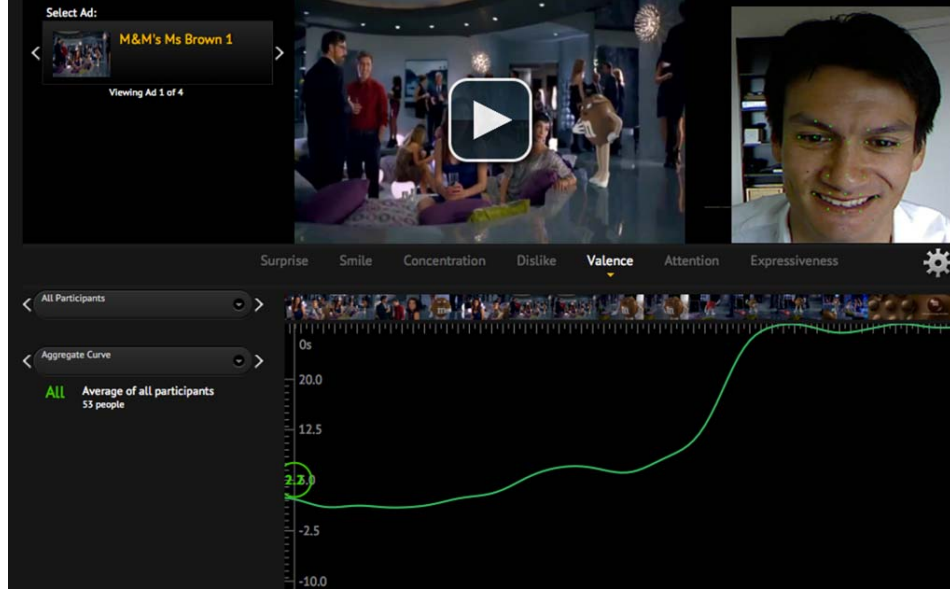 Select Ad:
M&M's Ms Brown 1
Viewing Ad 1 of 4
Surprise Smile Concentration Dislike Valence Attention Expressiveness
All Participants
Aggregate Curve
All Average of all participants
53 people
0s
20.0
12.5
-2.5
-10.0